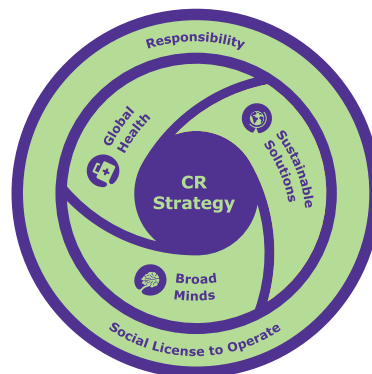 Responsibility
Global
Health
Sustainable
Solutions
CR
Strategy
Broad
Minds
Social License to Operate